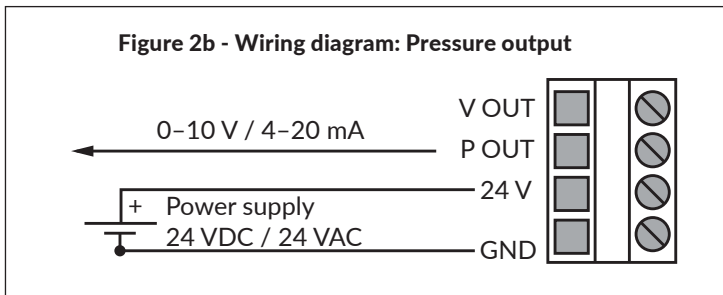 Figure 2b - Wiring diagram: Pressure output
V OUT
0–10 V / 4–20 mA
P OUT
24 V
+ Power supply
24 VDC / 24 VAC
GND